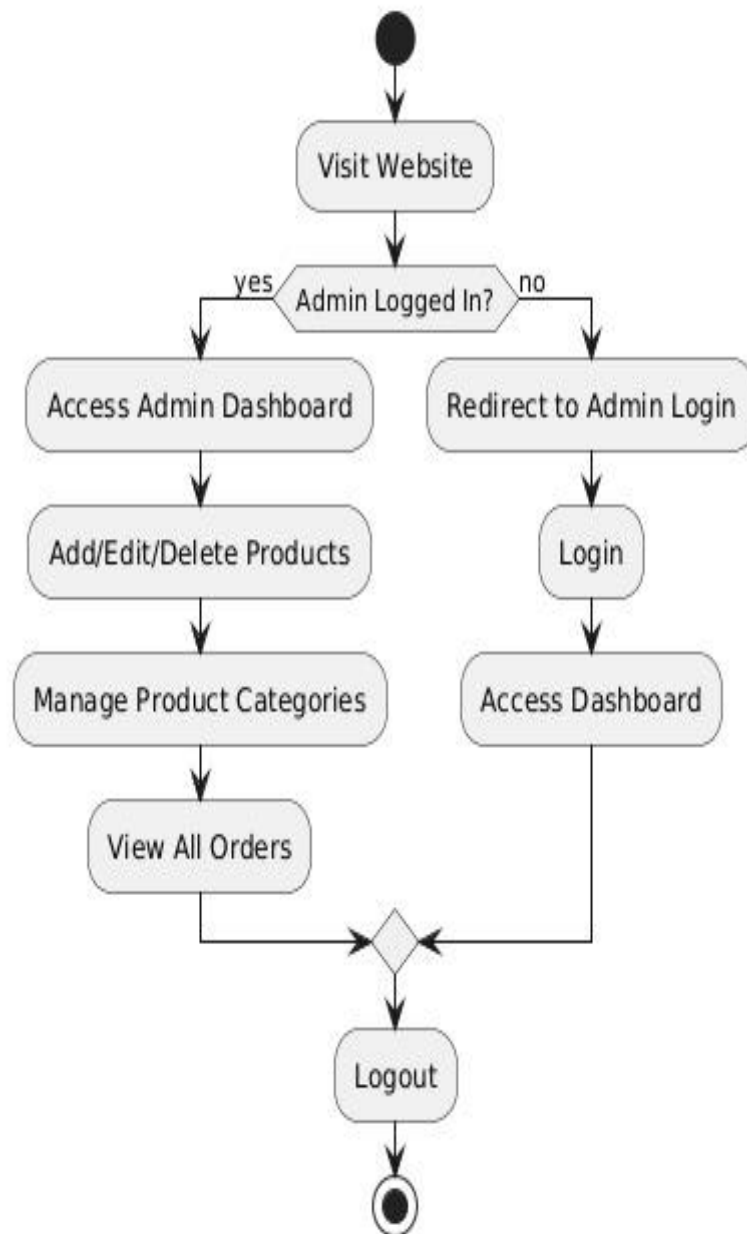 Visit Website
yes
Admin Logged In?
no
Access Admin Dashboard
Redirect to Admin Login
Add/Edit/Delete Products
Login
Manage Product Categories
Access Dashboard
View All Orders
Logout